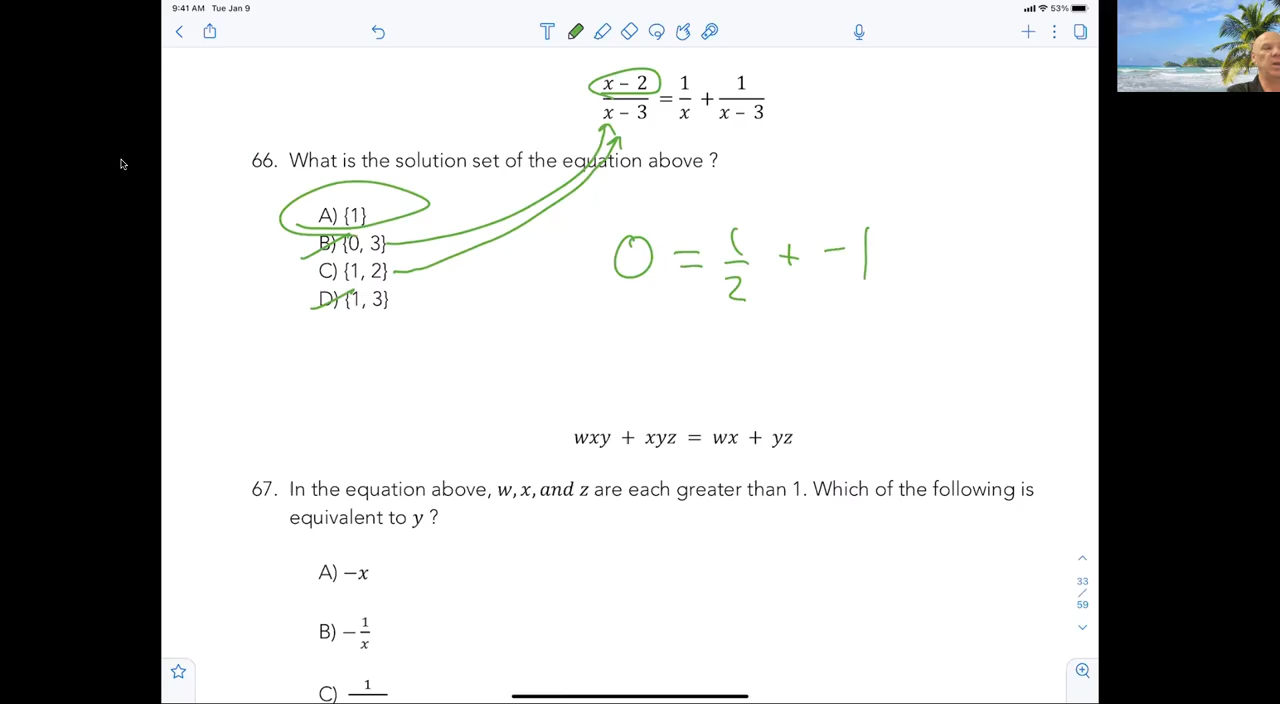 9:41 AM Tue Jan 9
53%
x − 2 / x − 3 = 1 / x + 1 / x − 3
66. What is the solution set of the equation above ?
A) {1}
B) {0, 3}
C) {1, 2}
D) {1, 3}
0 = 1/2 + −1
wxy + xyz = wx + yz
67. In the equation above, w, x, and z are each greater than 1. Which of the following is
equivalent to y ?
A) −x
B) − 1 / x
C) 1
33
/
59